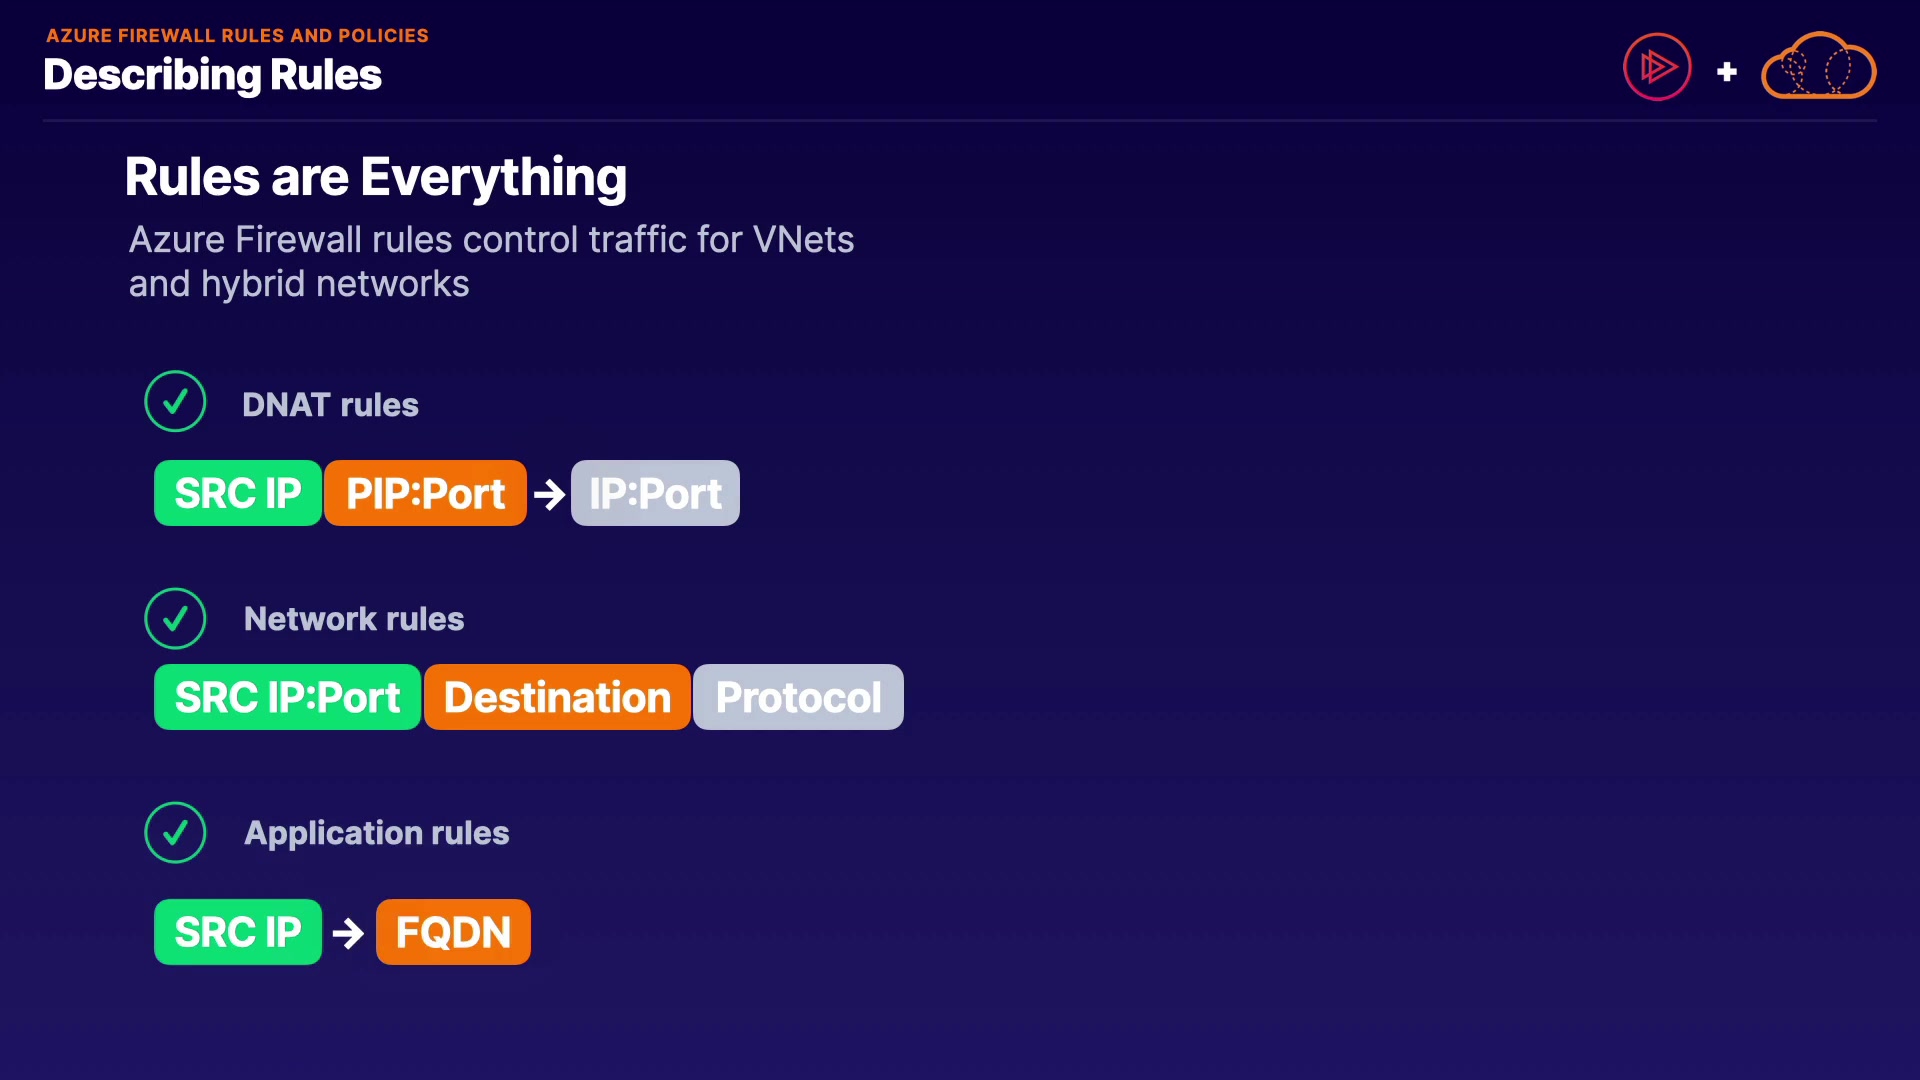 AZURE FIREWALL RULES AND POLICIES
Describing Rules
Rules are Everything
Azure Firewall rules control traffic for VNets
and hybrid networks
DNAT rules
SRC IP PIP:Port → IP:Port
Network rules
SRC IP:Port Destination Protocol
Application rules
SRC IP → FQDN